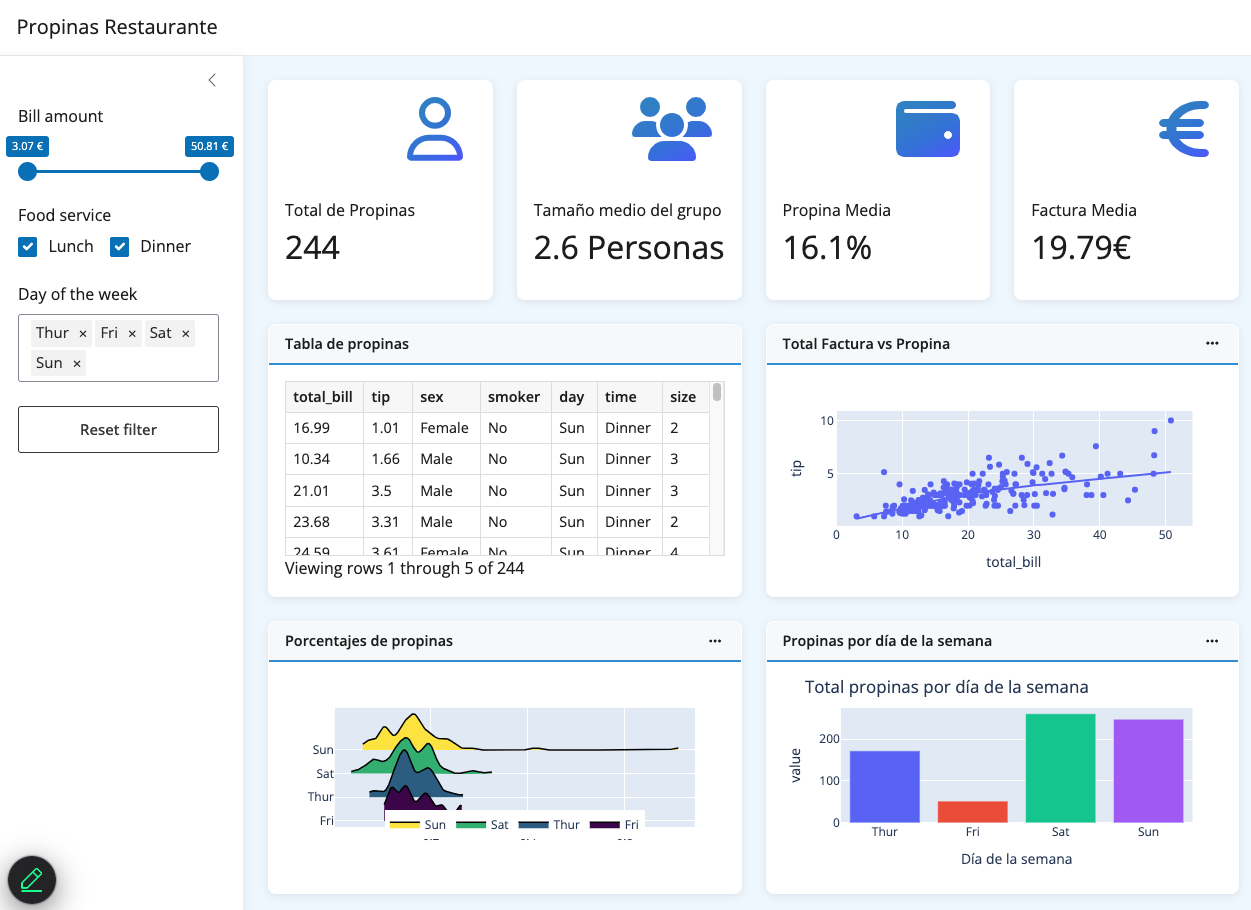 Propinas Restaurante
Bill amount
3.07 €
50.81 €
Food service
Lunch
Dinner
Day of the week
Thur ×
Fri ×
Sat ×
Sun ×
Reset filter
Total de Propinas
244
Tamaño medio del grupo
2.6 Personas
Propina Media
16.1%
Factura Media
19.79€
Tabla de propinas
total_bill tip sex smoker day time size
16.99 1.01 Female No Sun Dinner 2
10.34 1.66 Male No Sun Dinner 3
21.01 3.5 Male No Sun Dinner 3
23.68 3.31 Male No Sun Dinner 2
24.59 3.61 Female No Sun Dinner 4
Viewing rows 1 through 5 of 244
Total Factura vs Propina
10
5
tip
0 10 20 30 40 50
total_bill
Porcentajes de propinas
Sun
Sat
Thur
Fri
Sun Sat Thur Fri
Propinas por día de la semana
Total propinas por día de la semana
200
100
0
value
Thur Fri Sat Sun
Día de la semana